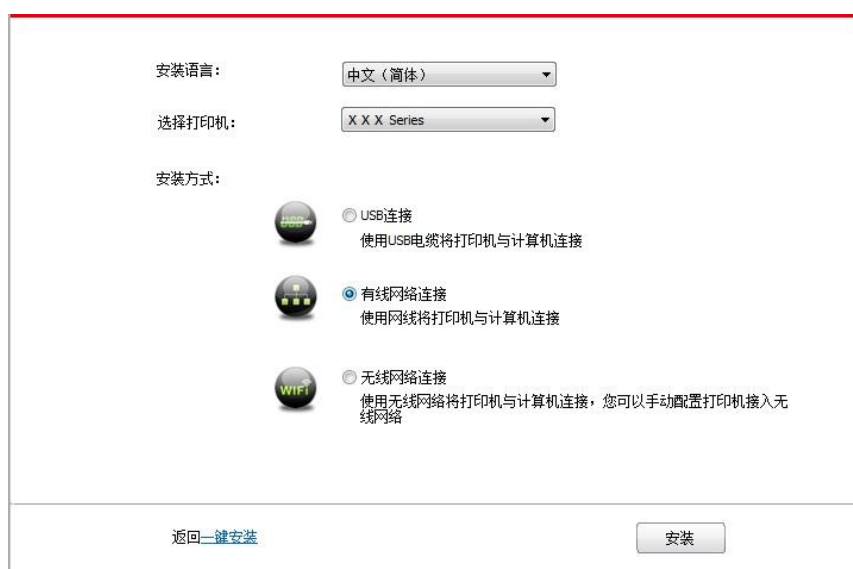 安装语言： 中文（简体）
选择打印机： X X X Series
安装方式：
USB
USB连接
使用USB电缆将打印机与计算机连接
有线网络连接
使用网线将打印机与计算机连接
WiFi
无线网络连接
使用无线网络将打印机与计算机连接，您可以手动配置打印机接入无
线网络
返回一键安装 安装